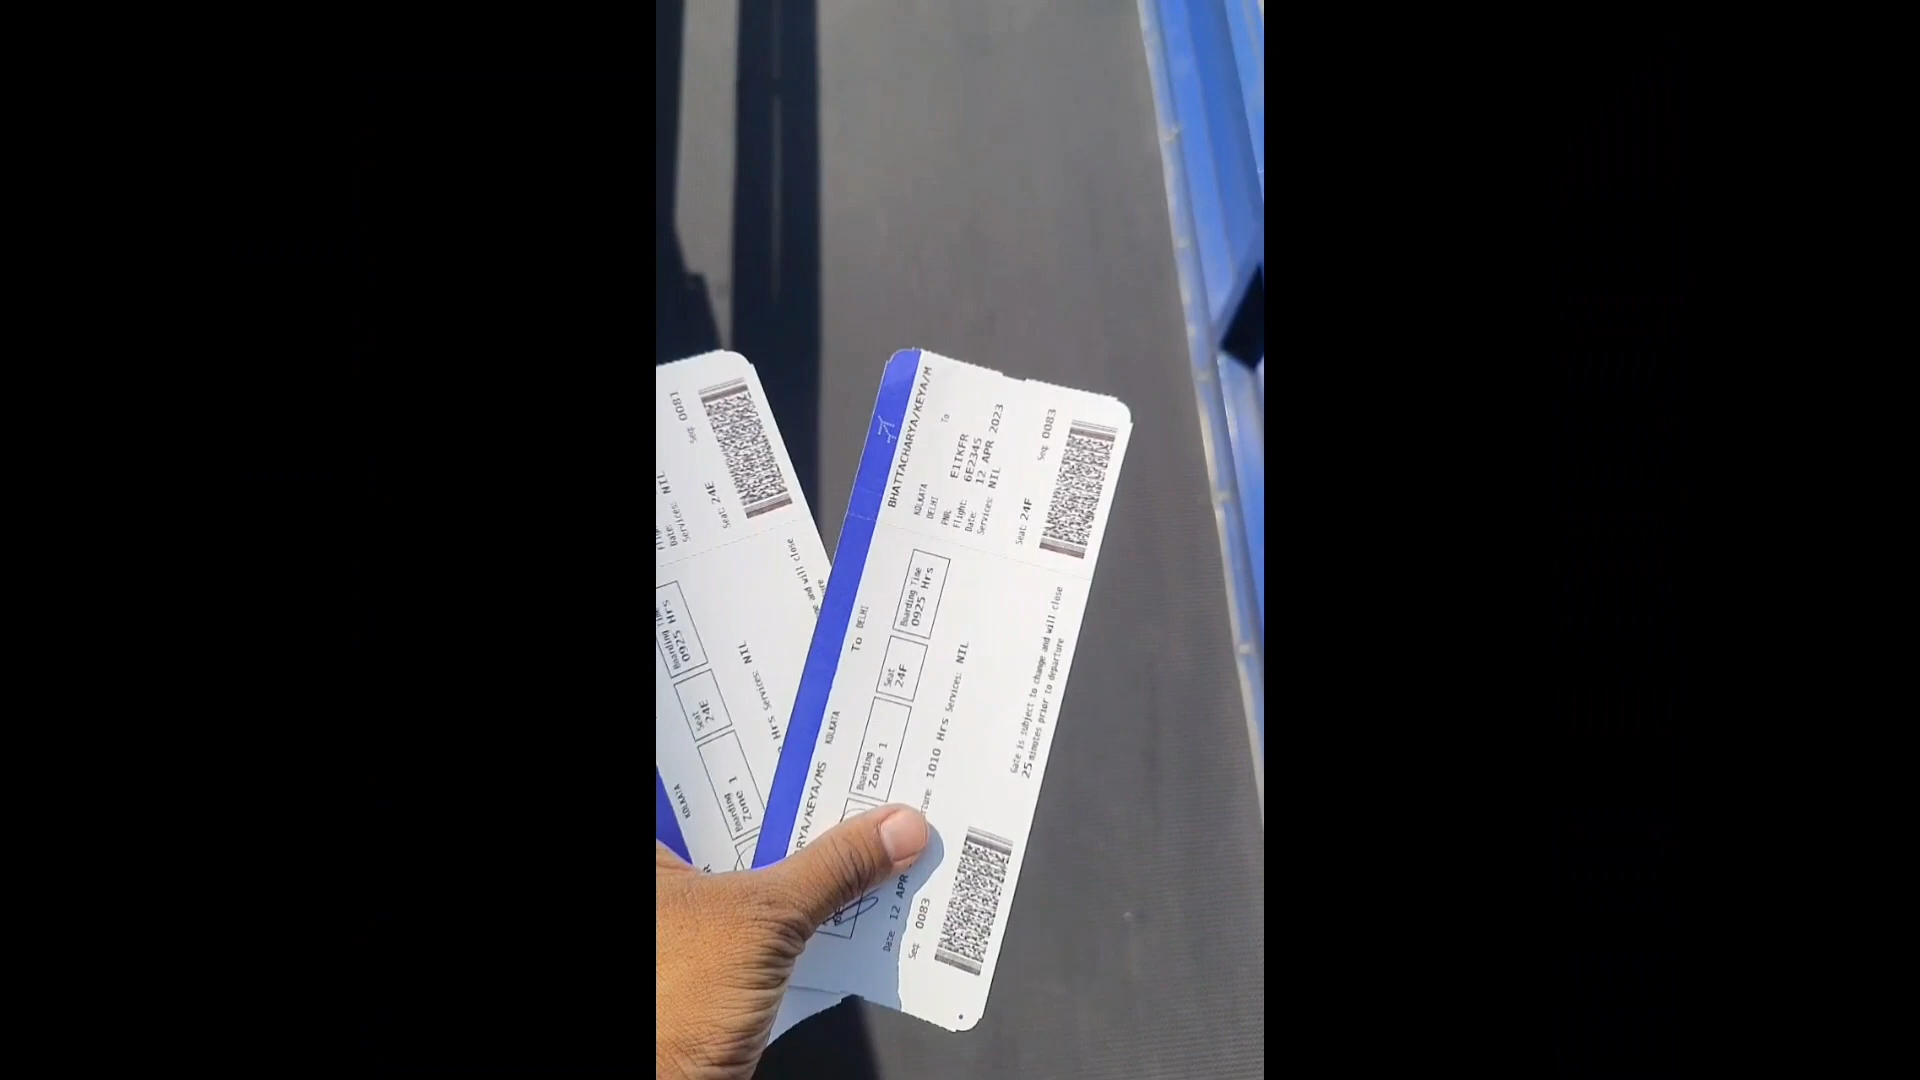 Seq: 0081
NIL
Date:
Services:
Seat: 24E
and will close
Boarding Time
0925 Hrs
Seat
24E
Boarding
Zone 1
Services: NIL
KOLKATA
BHATTACHARYA/KEYA/M
KOLKATA To
DELHI
PNR: E1IKFR
Flight: 6E2345
Date: 12 APR 2023
Services: NIL
Seat: 24F Seq: 0083
RYA/KEYA/MS KOLKATA To DELHI
Boarding
Zone 1
Seat
24F
Boarding Time
0925 Hrs
Date 12 APR
1010 Hrs Services: NIL
Seq: 0083
Gate is subject to change and will close
25 minutes prior to departure